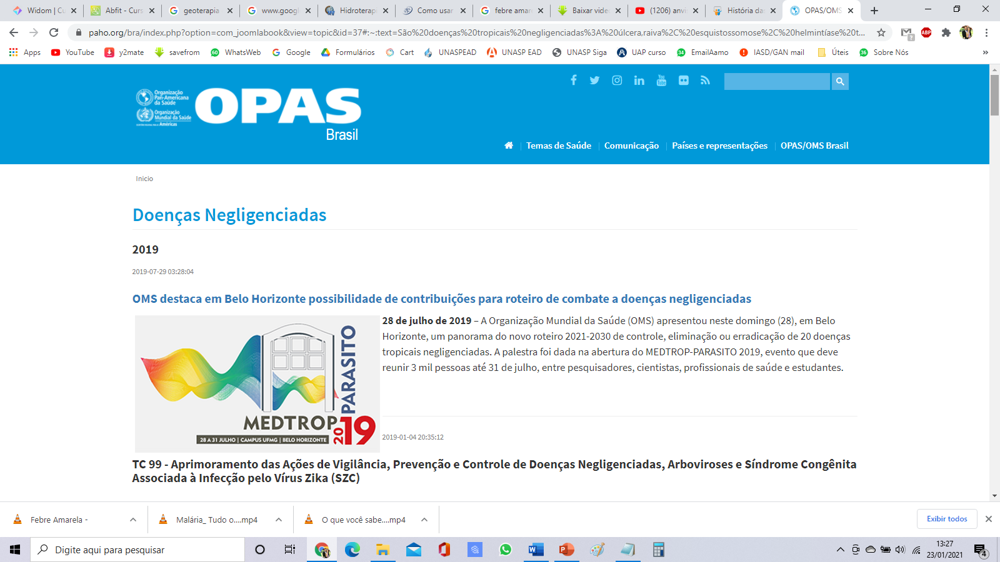 Widom | Cu
Abfit - Curs
geoterapia
www.googl
Hidroterap
Como usar
febre amar
Baixar vide
(1206) anvi
História da
OPAS/OMS
paho.org/bra/index.php?option=com_joomlabook&view=topic&id=37#:~:text=São%20doenças%20tropicais%20negligenciadas%3A%20úlcera,raiva%2C%20esquistossomose%2C%20helmintíase%20t...
ABP
Apps
YouTube
y2mate
savefrom
WhatsWeb
Google
Formulários
Cart
UNASPEAD
UNASP EAD
UNASP Siga
UAP curso
EmailAamo
IASD/GAN mail
Úteis
Sobre Nós
Organização
Pan-Americana
da Saúde
Organização
Mundial da Saúde
Américas
OPAS
Brasil
Temas de Saúde
Comunicação
Países e representações
OPAS/OMS Brasil
Inicio
Doenças Negligenciadas
2019
2019-07-29 03:28:04
OMS destaca em Belo Horizonte possibilidade de contribuições para roteiro de combate a doenças negligenciadas
28 de julho de 2019 – A Organização Mundial da Saúde (OMS) apresentou neste domingo (28), em Belo
Horizonte, um panorama do novo roteiro 2021-2030 de controle, eliminação ou erradicação de 20 doenças
tropicais negligenciadas. A palestra foi dada na abertura do MEDTROP-PARASITO 2019, evento que deve
reunir 3 mil pessoas até 31 de julho, entre pesquisadores, cientistas, profissionais de saúde e estudantes.
PARASITO
MEDTROP
2019
28 A 31 JULHO | CAMPUS UFMG | BELO HORIZONTE
2019-01-04 20:35:12
TC 99 - Aprimoramento das Ações de Vigilância, Prevenção e Controle de Doenças Negligenciadas, Arboviroses e Síndrome Congênita
Associada à Infecção pelo Vírus Zika (SZC)
Febre Amarela -
Malária_ Tudo o....mp4
O que você sabe....mp4
Exibir todos
Digite aqui para pesquisar
13:27
23/01/2021
4